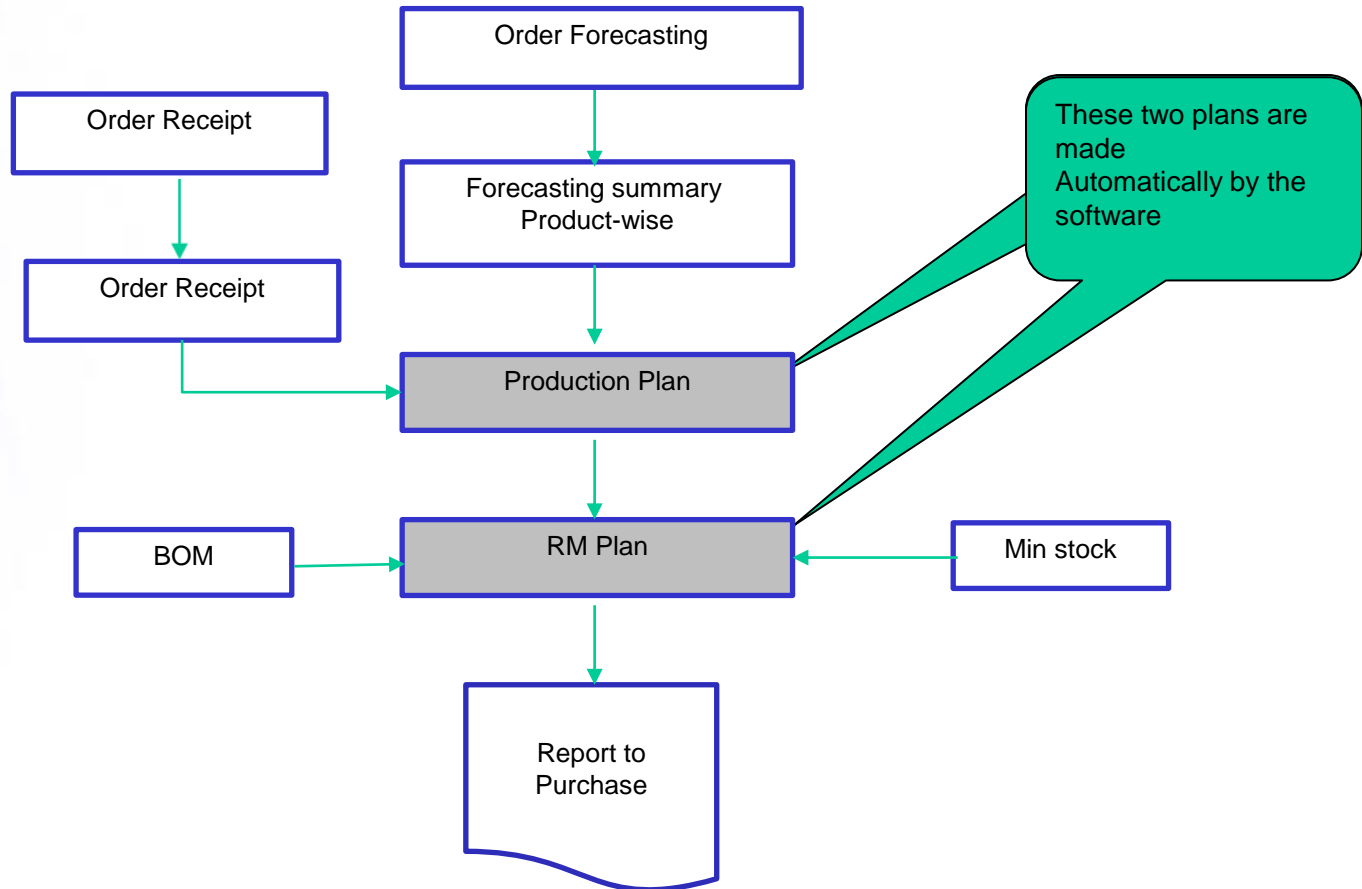 Order Forecasting
Order Receipt
These two plans are
made
Automatically by the
software
Forecasting summary
Product-wise
Order Receipt
Production Plan
BOM
RM Plan
Min stock
Report to
Purchase